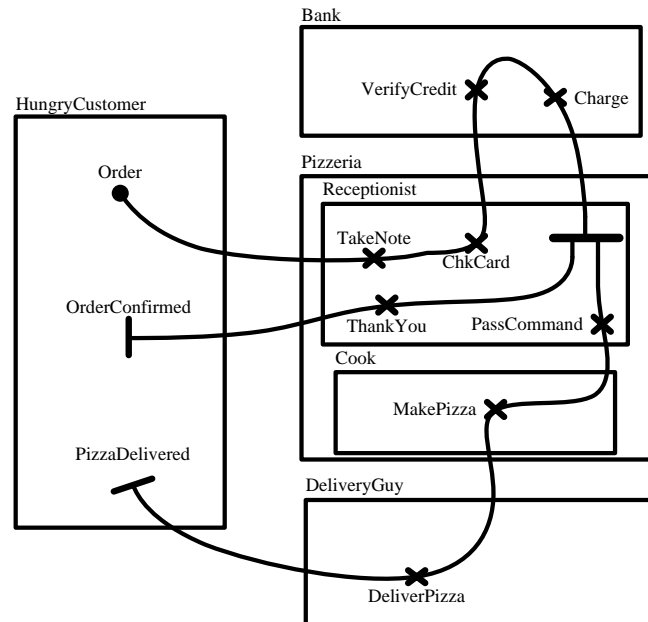 Bank
VerifyCredit
Charge
HungryCustomer
Order
Pizzeria
Receptionist
TakeNote
ChkCard
OrderConfirmed
ThankYou
PassCommand
Cook
MakePizza
PizzaDelivered
DeliveryGuy
DeliverPizza